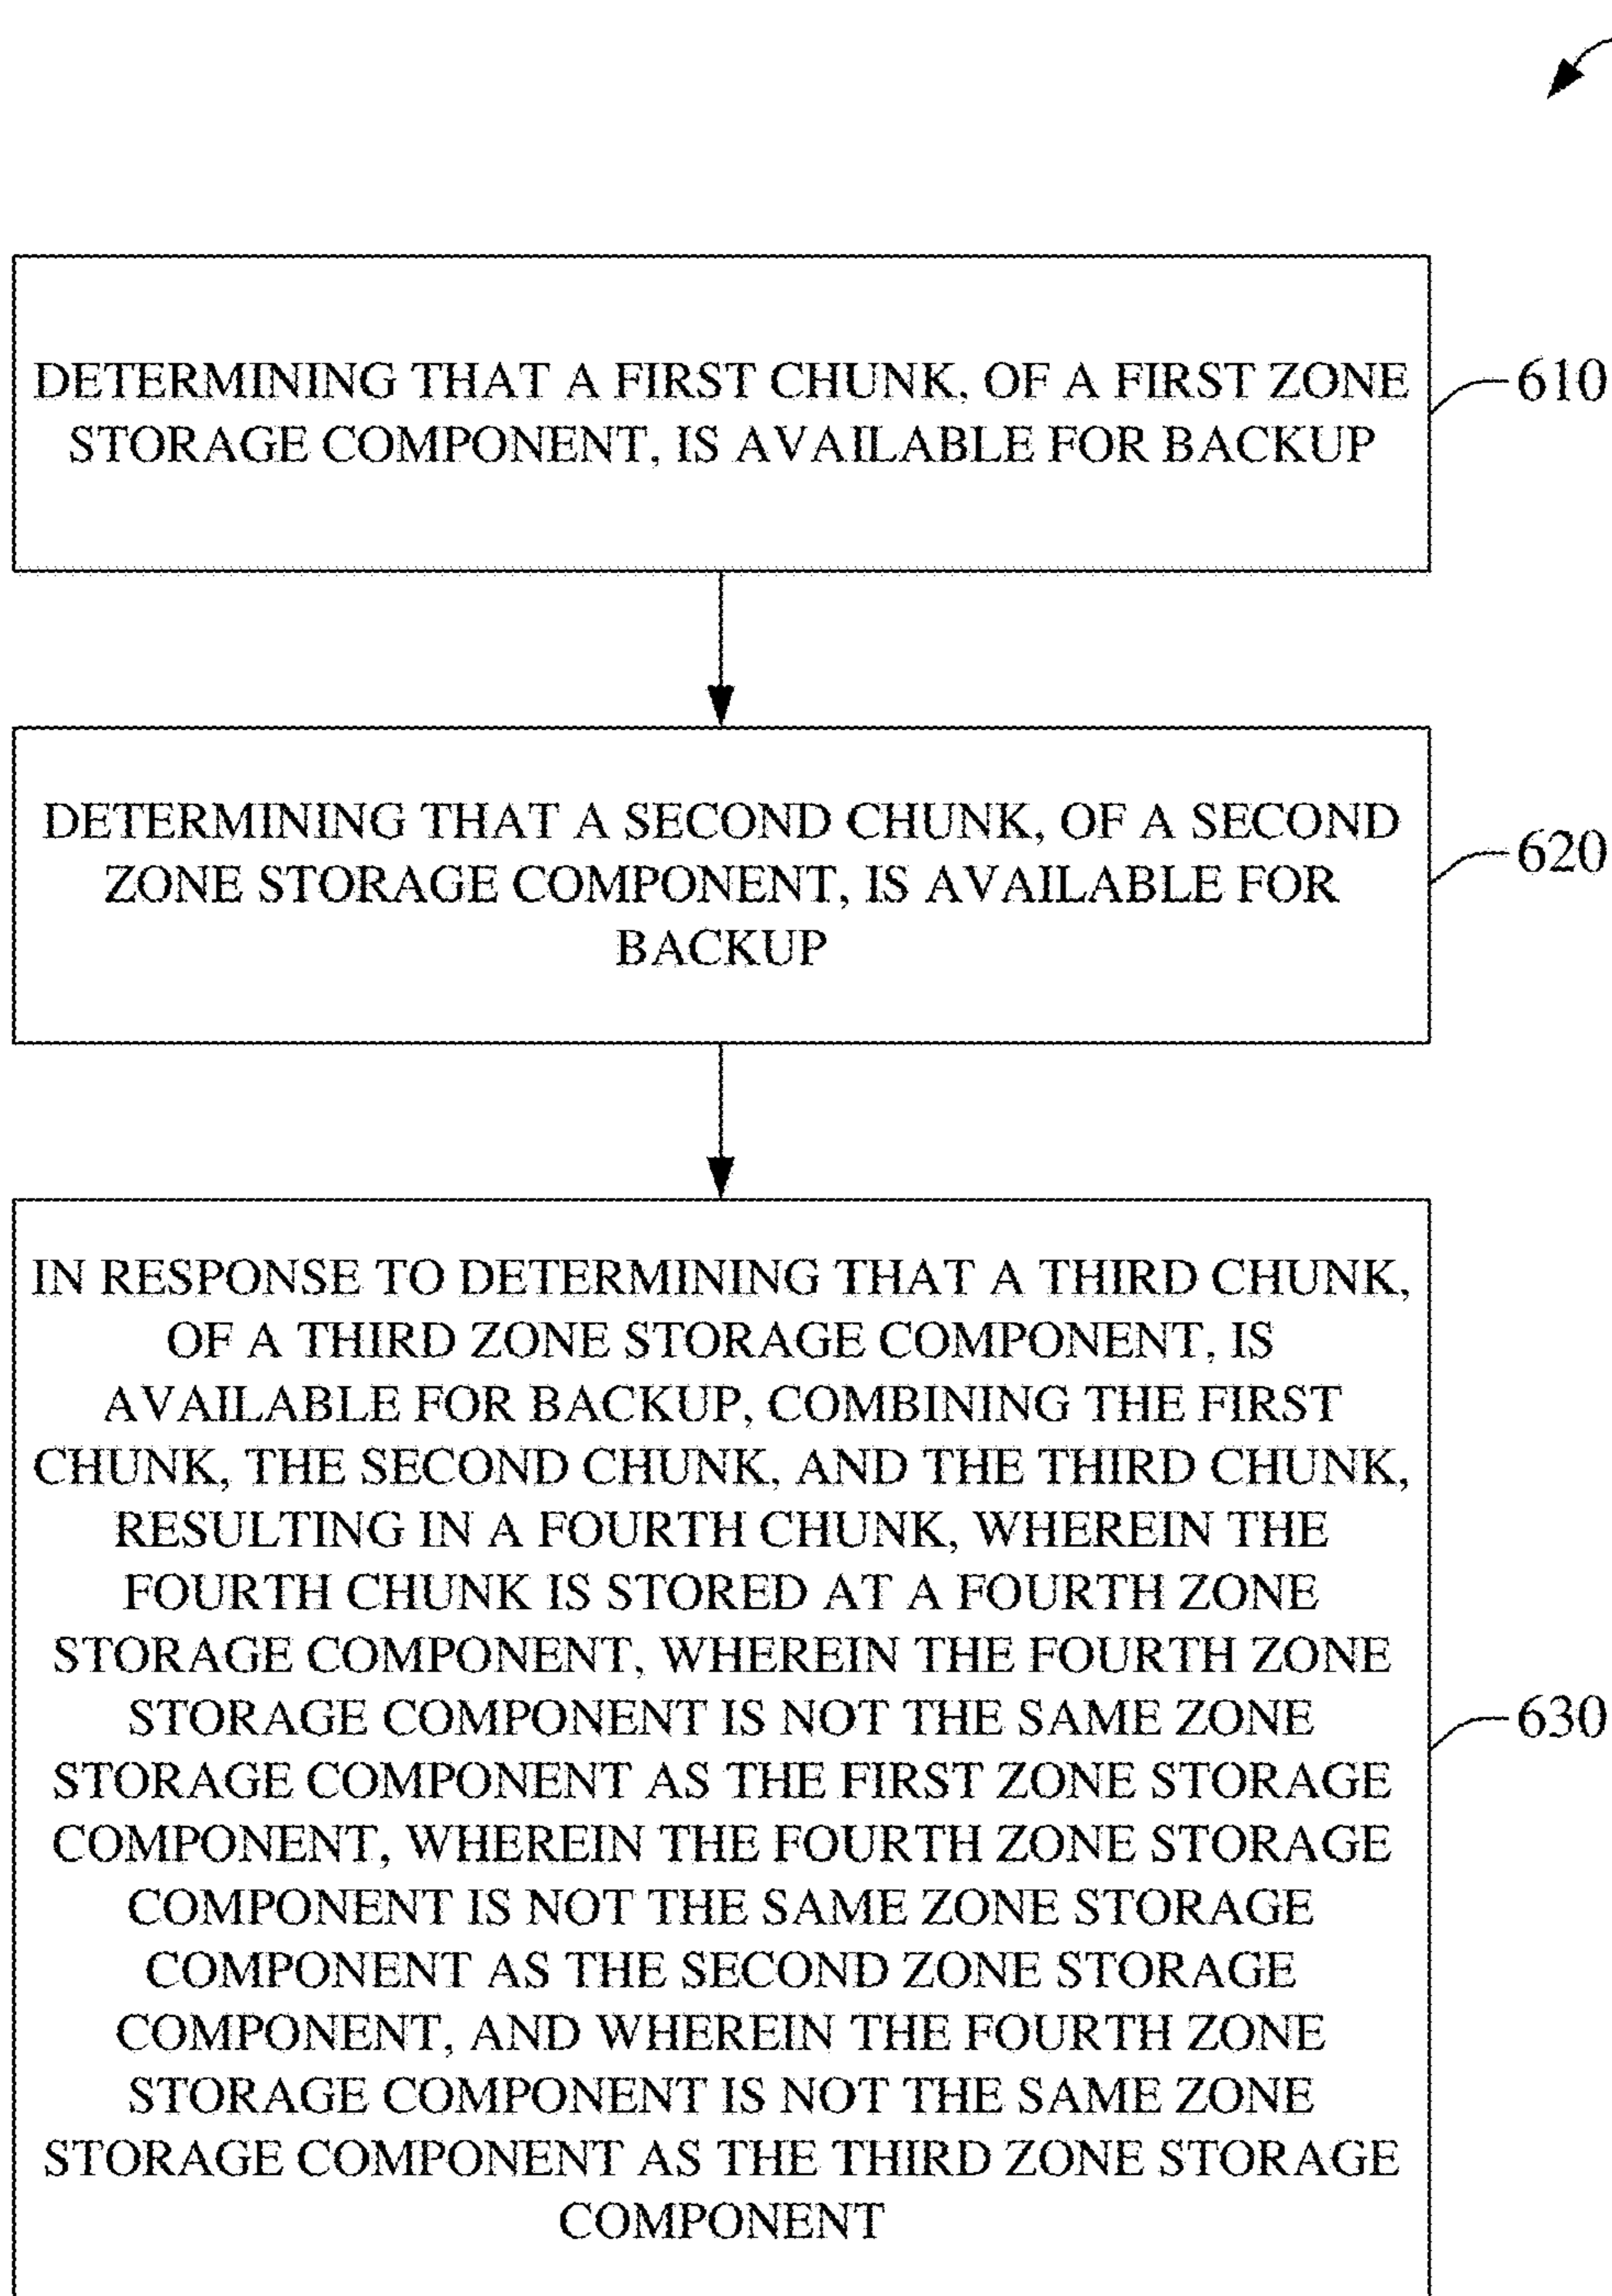 DETERMINING THAT A FIRST CHUNK, OF A FIRST ZONE
STORAGE COMPONENT, IS AVAILABLE FOR BACKUP
610
DETERMINING THAT A SECOND CHUNK, OF A SECOND
ZONE STORAGE COMPONENT, IS AVAILABLE FOR
BACKUP
620
IN RESPONSE TO DETERMINING THAT A THIRD CHUNK,
OF A THIRD ZONE STORAGE COMPONENT, IS
AVAILABLE FOR BACKUP, COMBINING THE FIRST
CHUNK, THE SECOND CHUNK, AND THE THIRD CHUNK,
RESULTING IN A FOURTH CHUNK, WHEREIN THE
FOURTH CHUNK IS STORED AT A FOURTH ZONE
STORAGE COMPONENT, WHEREIN THE FOURTH ZONE
STORAGE COMPONENT IS NOT THE SAME ZONE
STORAGE COMPONENT AS THE FIRST ZONE STORAGE
COMPONENT, WHEREIN THE FOURTH ZONE STORAGE
COMPONENT IS NOT THE SAME ZONE STORAGE
COMPONENT AS THE SECOND ZONE STORAGE
COMPONENT, AND WHEREIN THE FOURTH ZONE
STORAGE COMPONENT IS NOT THE SAME ZONE
STORAGE COMPONENT AS THE THIRD ZONE STORAGE
COMPONENT
630